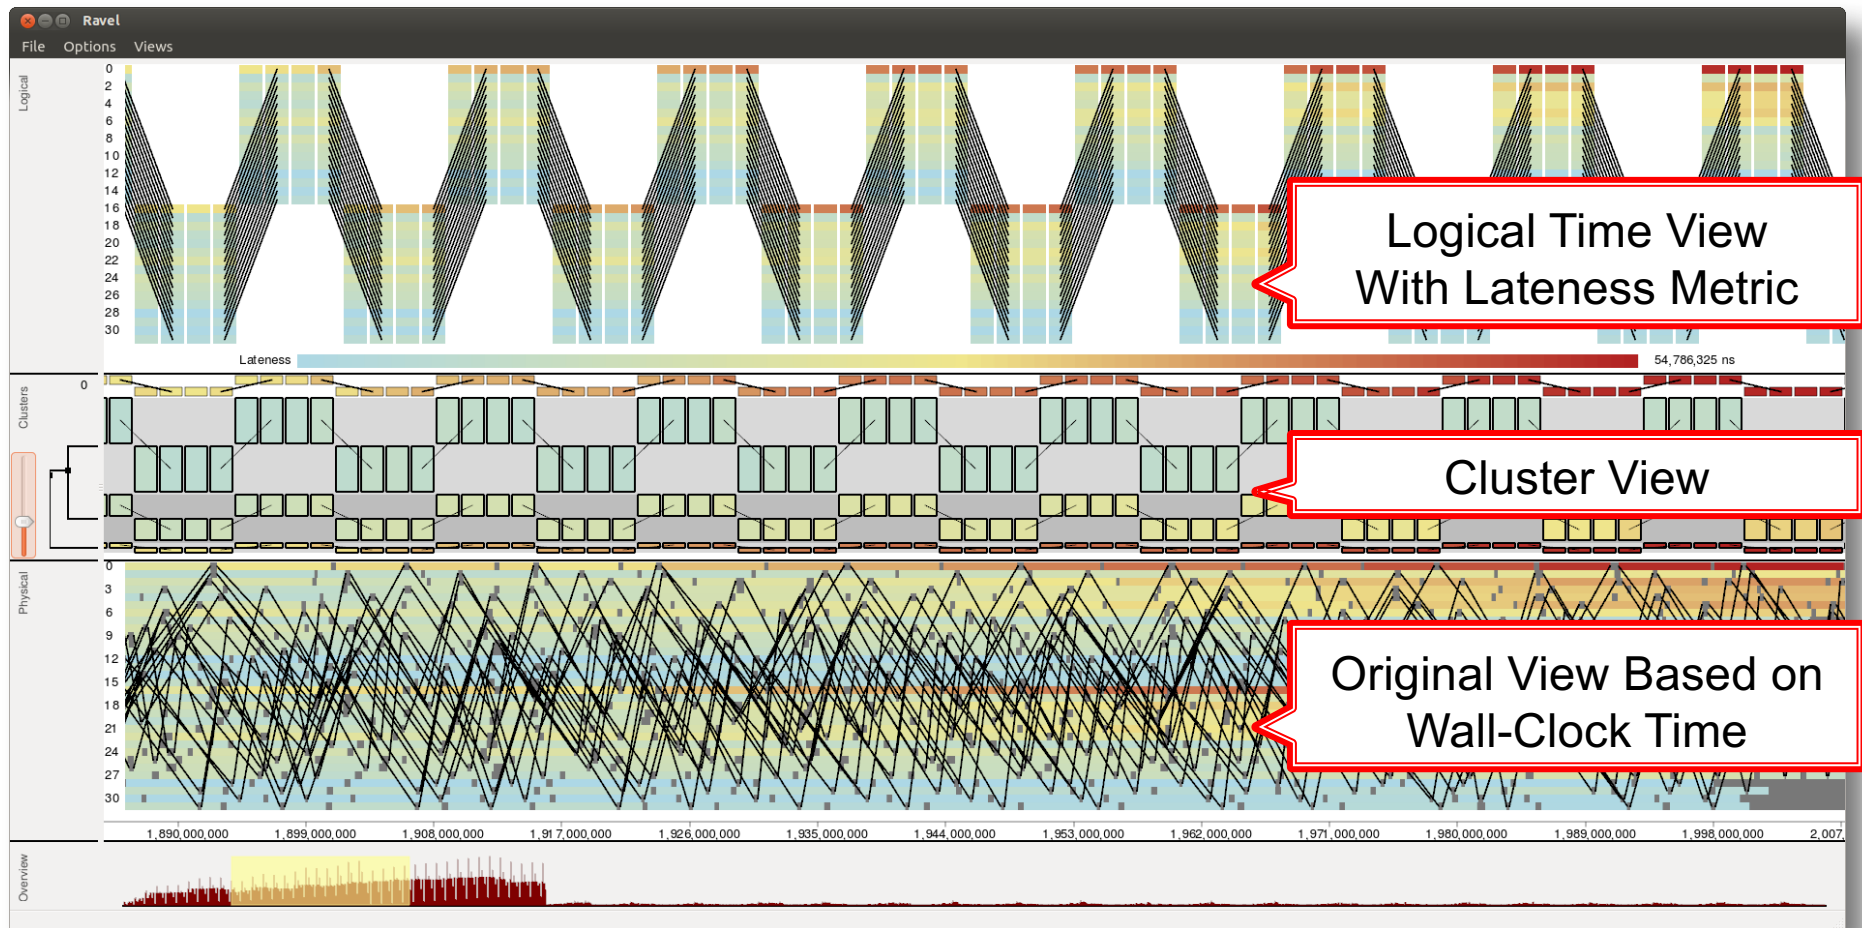 Ravel
File Options Views
Logical
0
2
4
6
8
10
12
14
16
18
20
22
24
26
28
30
Logical Time View
With Lateness Metric
Lateness 54,786,325 ns
Clusters
0
Cluster View
Physical
0
3
6
9
12
15
18
21
24
27
30
Original View Based on
Wall-Clock Time
1,890,000,000 1,899,000,000 1,908,000,000 1,917,000,000 1,926,000,000 1,935,000,000 1,944,000,000 1,953,000,000 1,962,000,000 1,971,000,000 1,980,000,000 1,989,000,000 1,998,000,000 2,007,
Overview